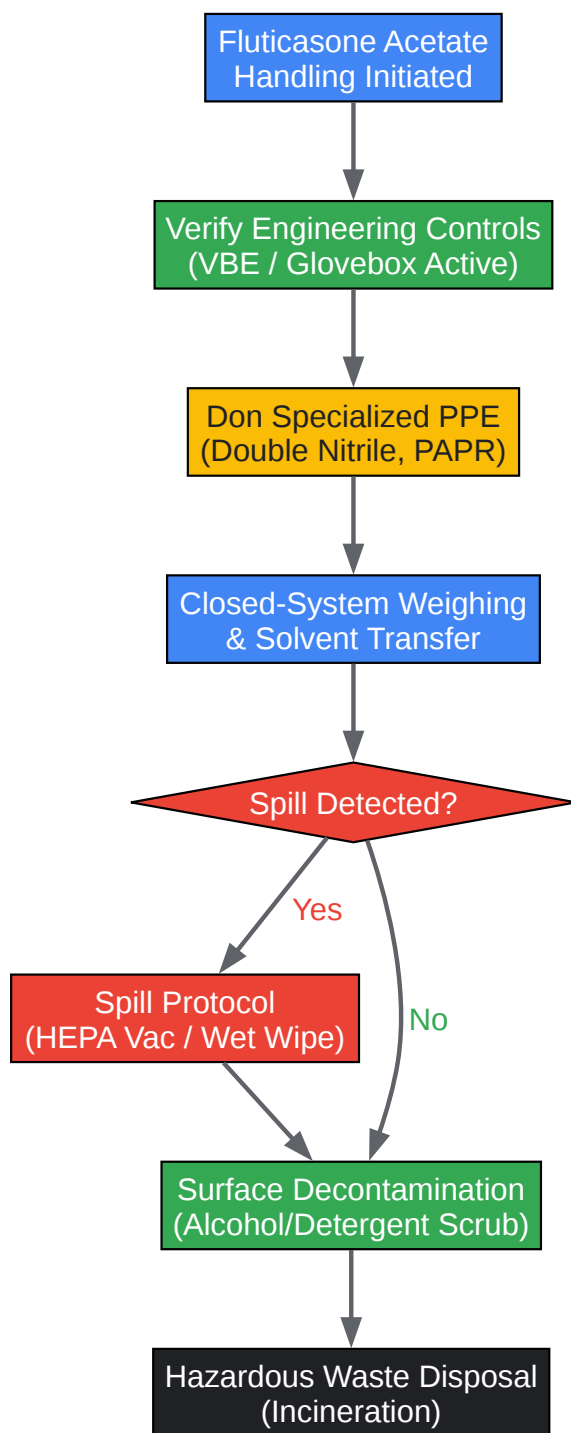 Fluticasone Acetate
Handling Initiated
Verify Engineering Controls
(VBE / Glovebox Active)
Don Specialized PPE
(Double Nitrile, PAPR)
Closed-System Weighing
& Solvent Transfer
Spill Detected?
Yes
Spill Protocol
(HEPA Vac / Wet Wipe)
No
Surface Decontamination
(Alcohol/Detergent Scrub)
Hazardous Waste Disposal
(Incineration)